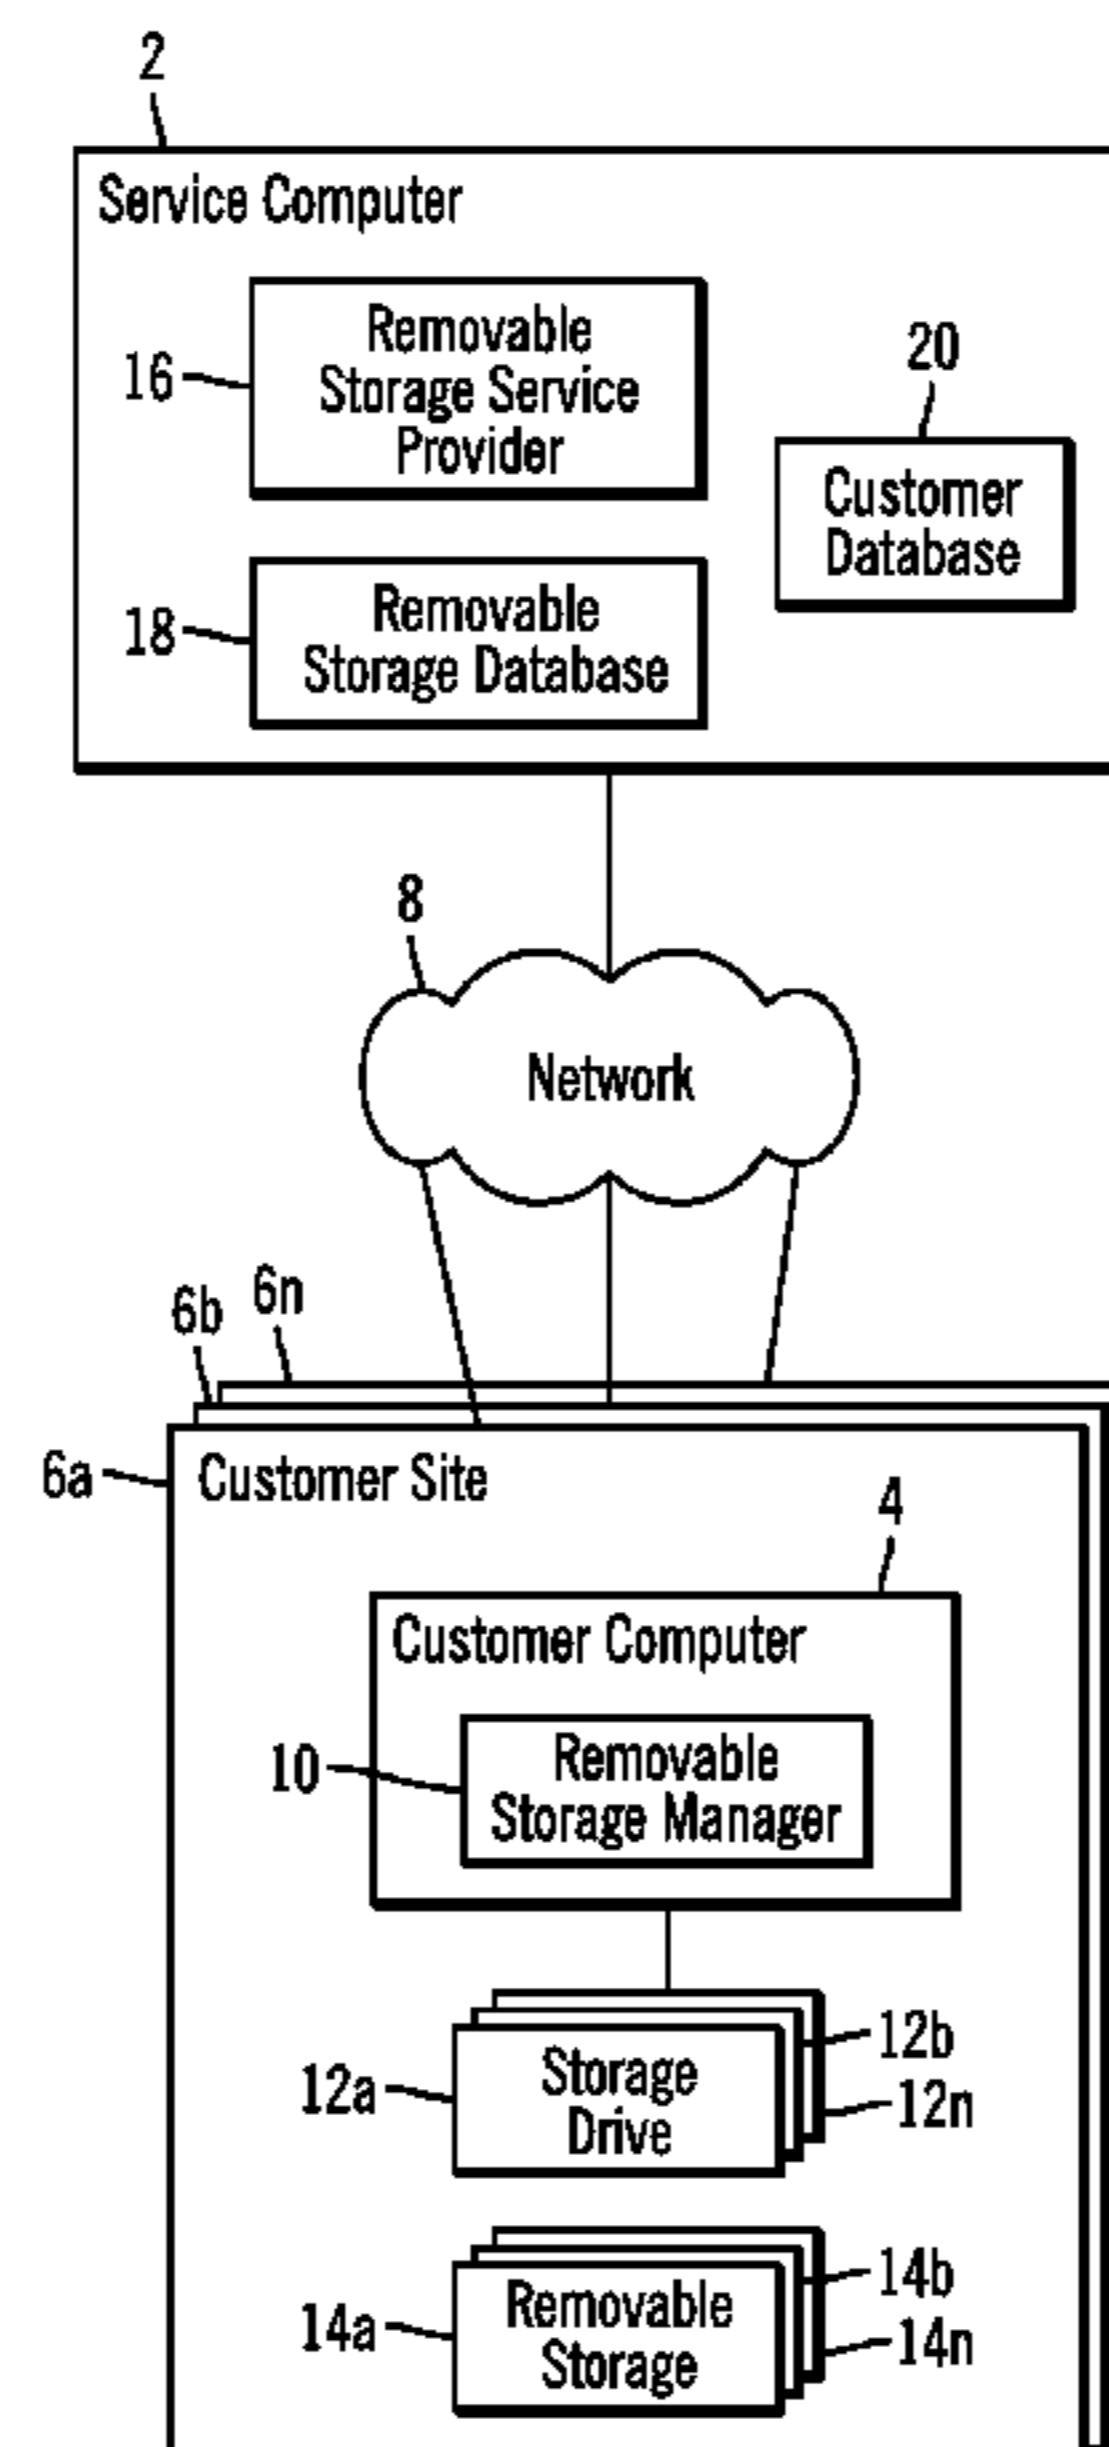 2
Service Computer
Removable
Storage Service
Provider
16
20
Customer
Database
Removable
Storage Database
18
8
Network
6b
6n
6a
Customer Site
4
Customer Computer
10
Removable
Storage Manager
12a
Storage
Drive
12b
12n
14a
Removable
Storage
14b
14n